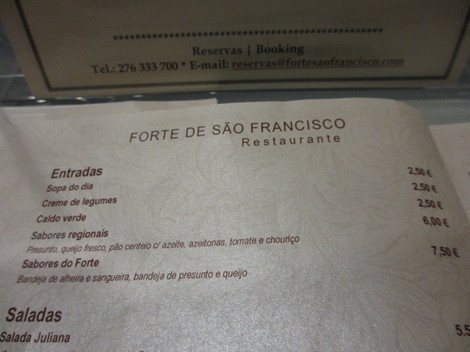 Reservas | Booking
Tel.: 276 333 700 * E-mail: reservas@fortesaofrancisco.com
FORTE DE SÃO FRANCISCO
Restaurante
Entradas
Sopa do dia 2,50 €
Creme de legumes 2,50 €
Caldo verde 2,50 €
Sabores regionais 6,00 €
Presunto, queijo fresco, pão centeio c/ azeite, azeitonas, tomate e chouriço
Sabores do Forte 7,50 €
Bandeja de alheira e sangueira, bandeja de presunto e queijo
Saladas
Salada Juliana 5,5